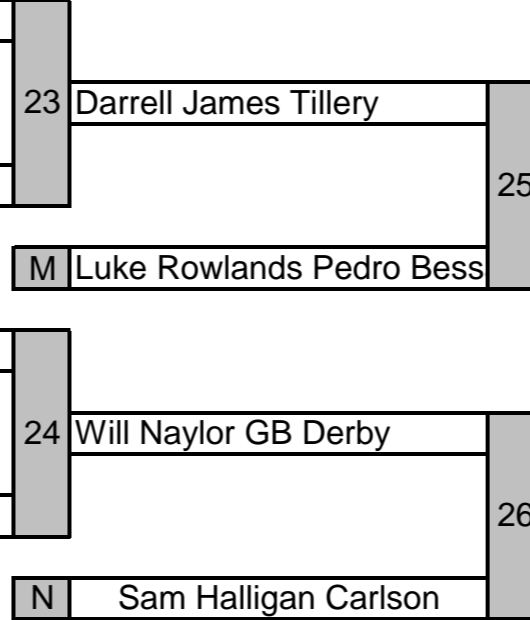 23 Darrell James Tillery
25
M Luke Rowlands Pedro Bess
24 Will Naylor GB Derby
26
N Sam Halligan Carlson